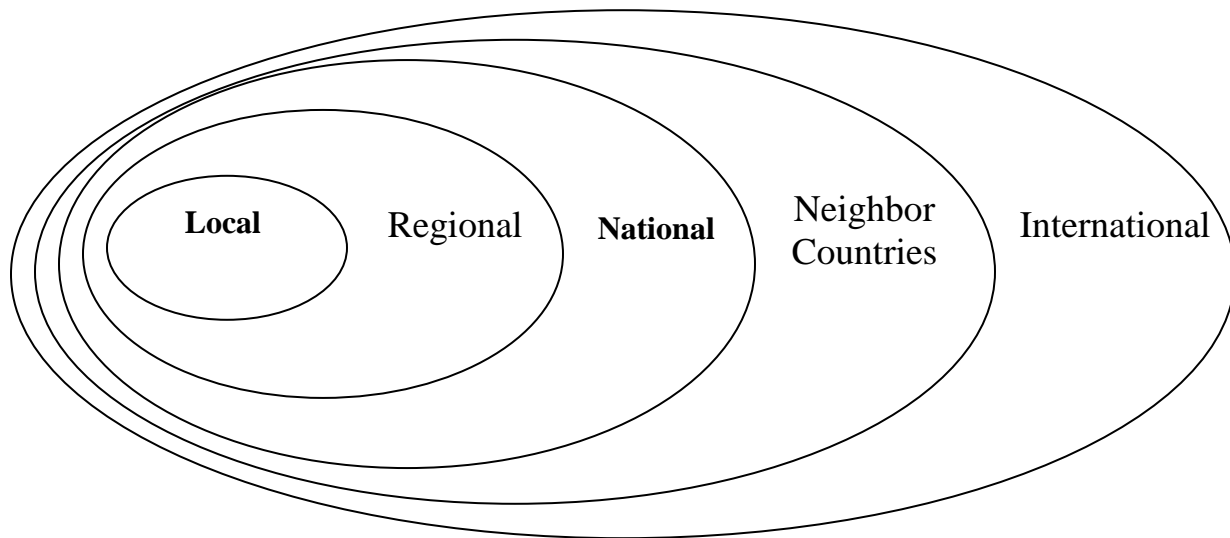 Local
Regional
National
Neighbor
Countries
International